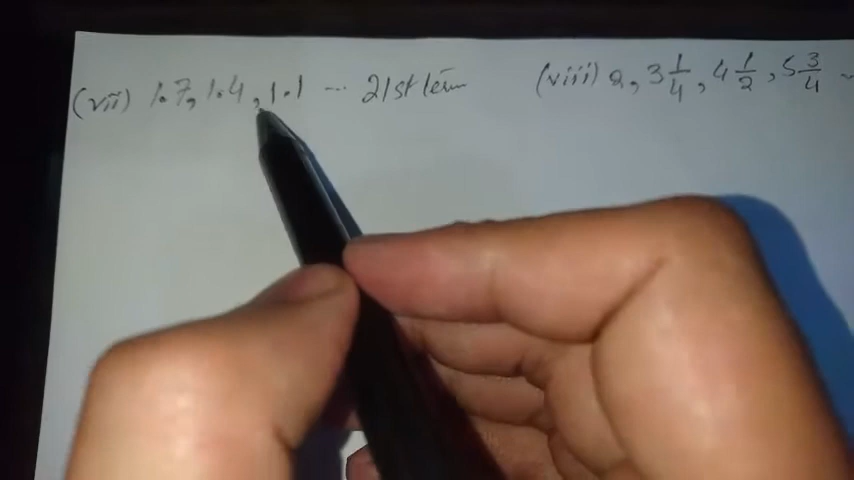 (vii) 1.7, 1.4, 1.1 ... 21st term
(viii) 2, 3 1/4, 4 1/2, 5 3/4 ..